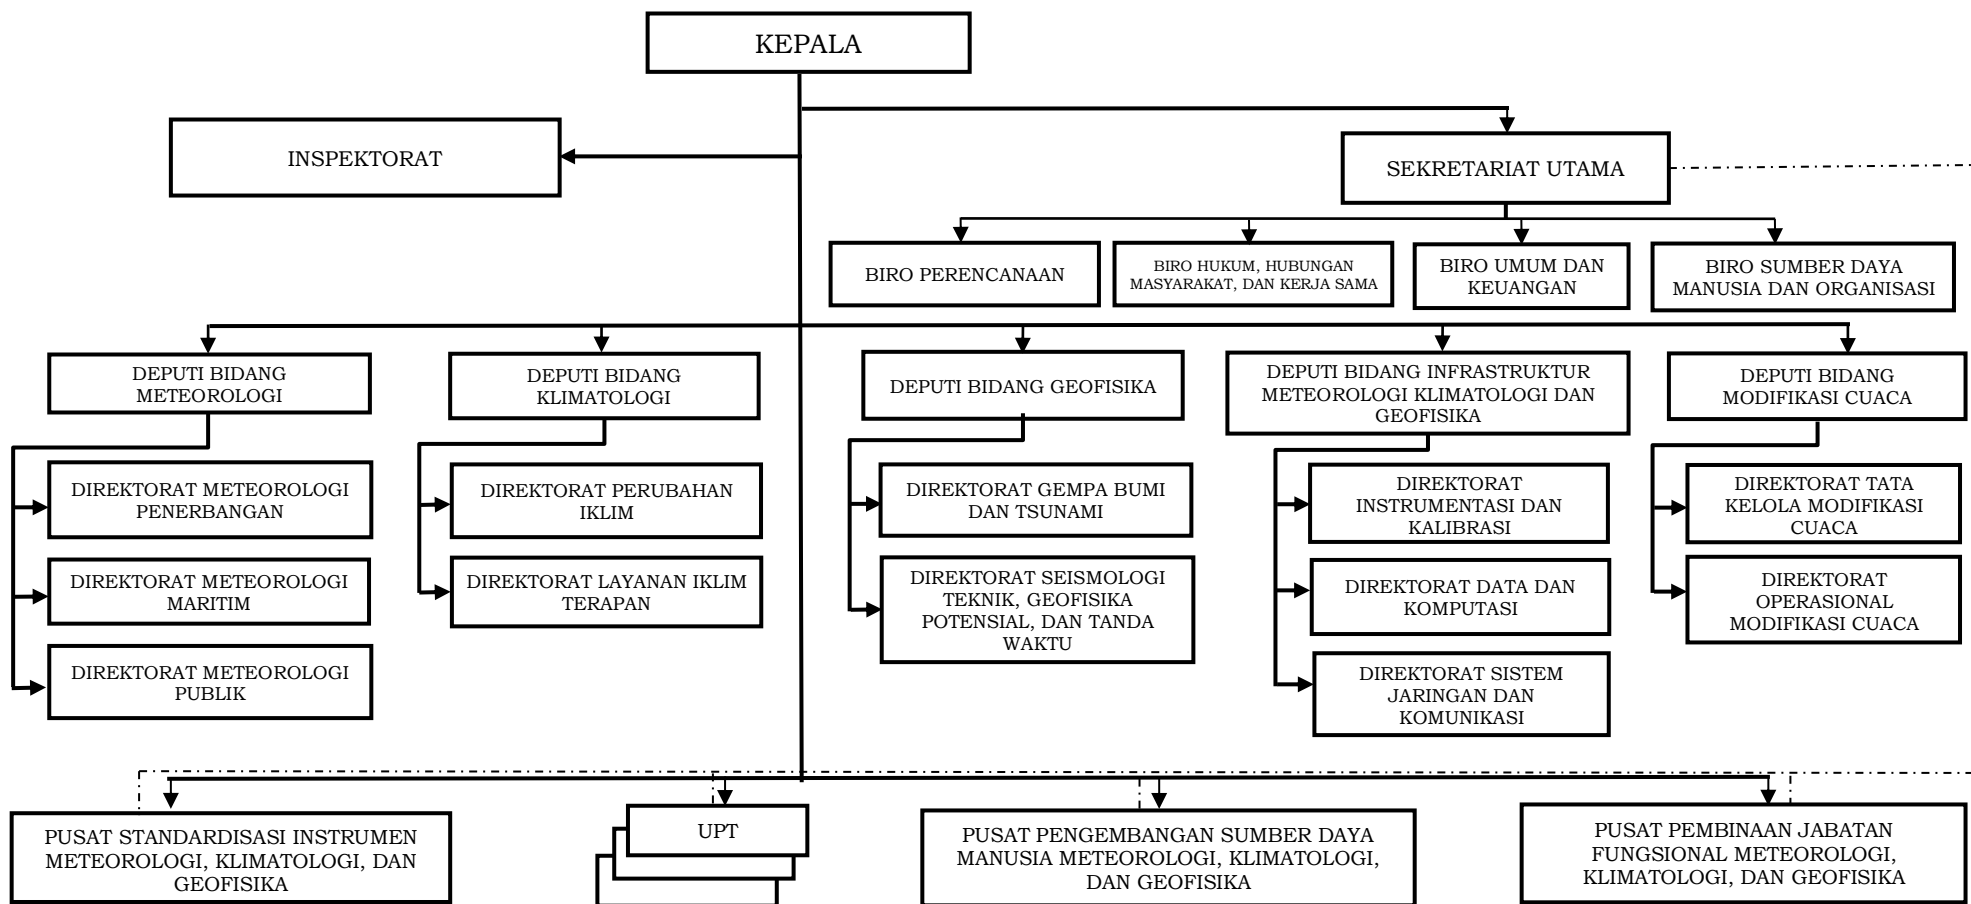 KEPALA
INSPEKTORAT
SEKRETARIAT UTAMA
BIRO PERENCANAAN
BIRO HUKUM, HUBUNGAN
MASYARAKAT, DAN KERJA SAMA
BIRO UMUM DAN
KEUANGAN
BIRO SUMBER DAYA
MANUSIA DAN ORGANISASI
DEPUTI BIDANG
METEOROLOGI
DEPUTI BIDANG
KLIMATOLOGI
DEPUTI BIDANG GEOFISIKA
DEPUTI BIDANG INFRASTRUKTUR
METEOROLOGI KLIMATOLOGI DAN
GEOFISIKA
DEPUTI BIDANG
MODIFIKASI CUACA
DIREKTORAT METEOROLOGI
PENERBANGAN
DIREKTORAT METEOROLOGI
MARITIM
DIREKTORAT METEOROLOGI
PUBLIK
DIREKTORAT PERUBAHAN
IKLIM
DIREKTORAT LAYANAN IKLIM
TERAPAN
DIREKTORAT GEMPA BUMI
DAN TSUNAMI
DIREKTORAT SEISMOLOGI
TEKNIK, GEOFISIKA
POTENSIAL, DAN TANDA
WAKTU
DIREKTORAT
INSTRUMENTASI DAN
KALIBRASI
DIREKTORAT DATA DAN
KOMPUTASI
DIREKTORAT SISTEM
JARINGAN DAN
KOMUNIKASI
DIREKTORAT TATA
KELOLA MODIFIKASI
CUACA
DIREKTORAT
OPERASIONAL
MODIFIKASI CUACA
PUSAT STANDARDISASI INSTRUMEN
METEOROLOGI, KLIMATOLOGI, DAN
GEOFISIKA
UPT
PUSAT PENGEMBANGAN SUMBER DAYA
MANUSIA METEOROLOGI, KLIMATOLOGI,
DAN GEOFISIKA
PUSAT PEMBINAAN JABATAN
FUNGSIONAL METEOROLOGI,
KLIMATOLOGI, DAN GEOFISIKA